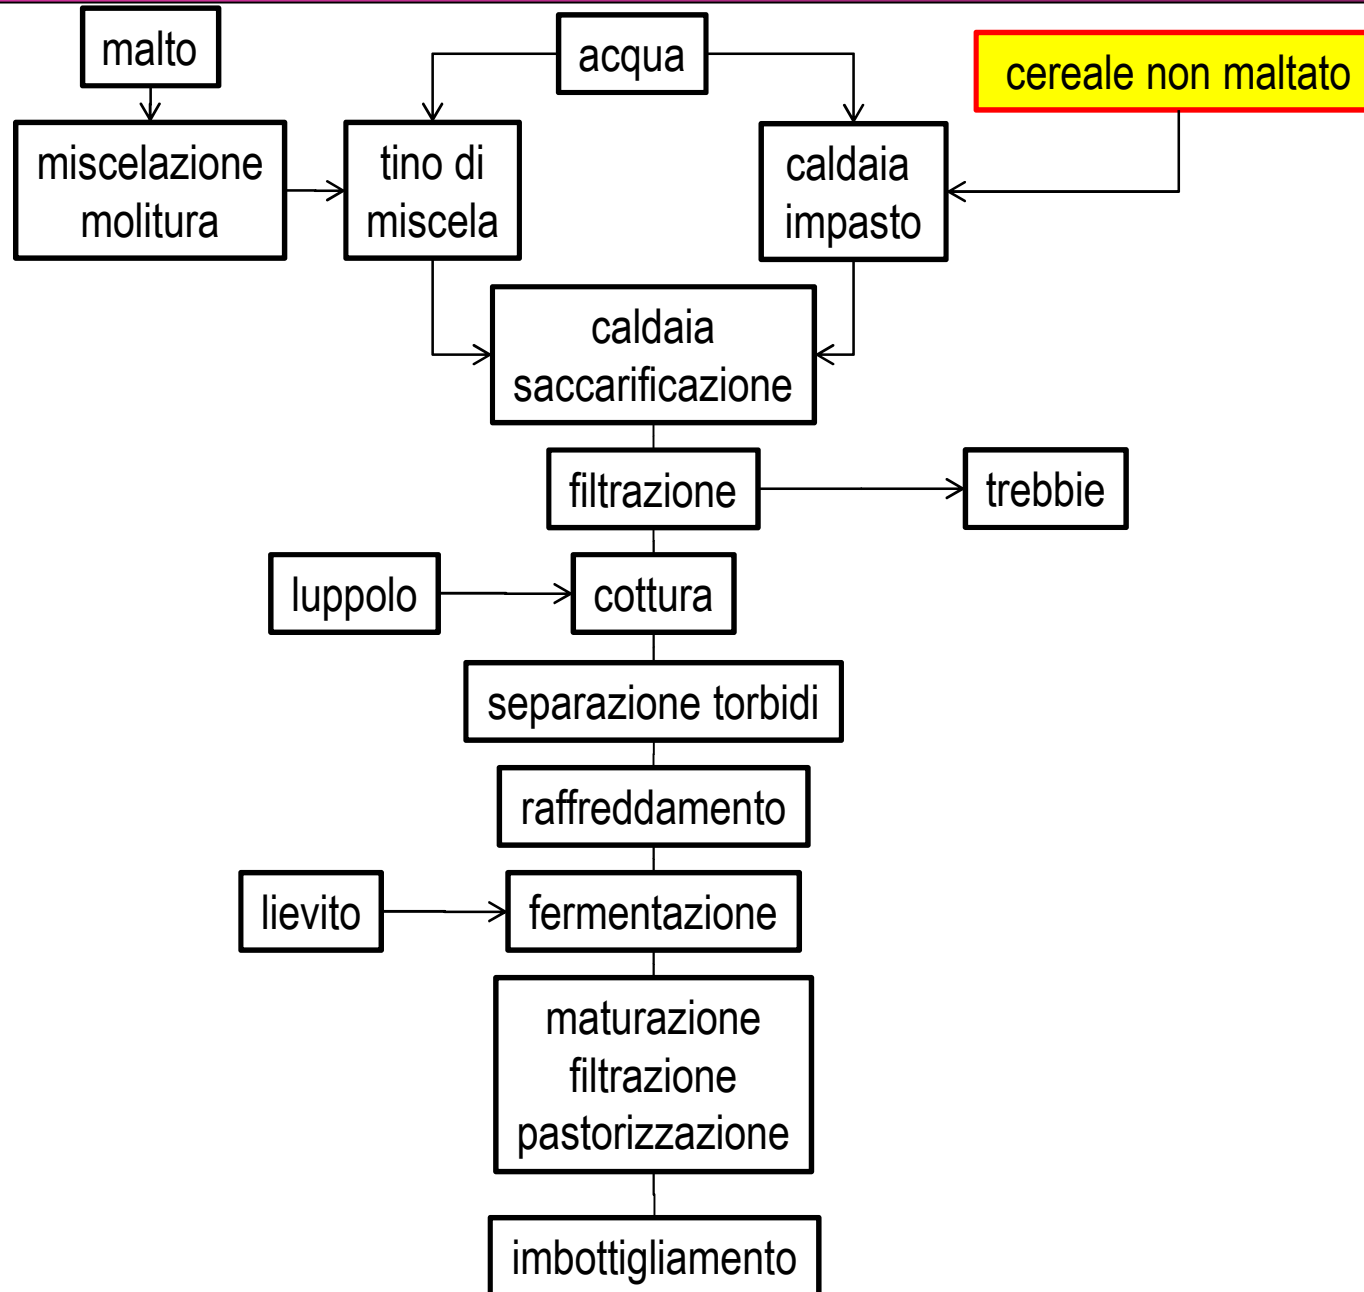 malto
acqua
cereale non maltato
miscelazione
molitura
tino di
miscela
caldaia
impasto
caldaia
saccarificazione
filtrazione
trebbie
luppolo
cottura
separazione torbidi
raffreddamento
lievito
fermentazione
maturazione
filtrazione
pastorizzazione
imbottigliamento